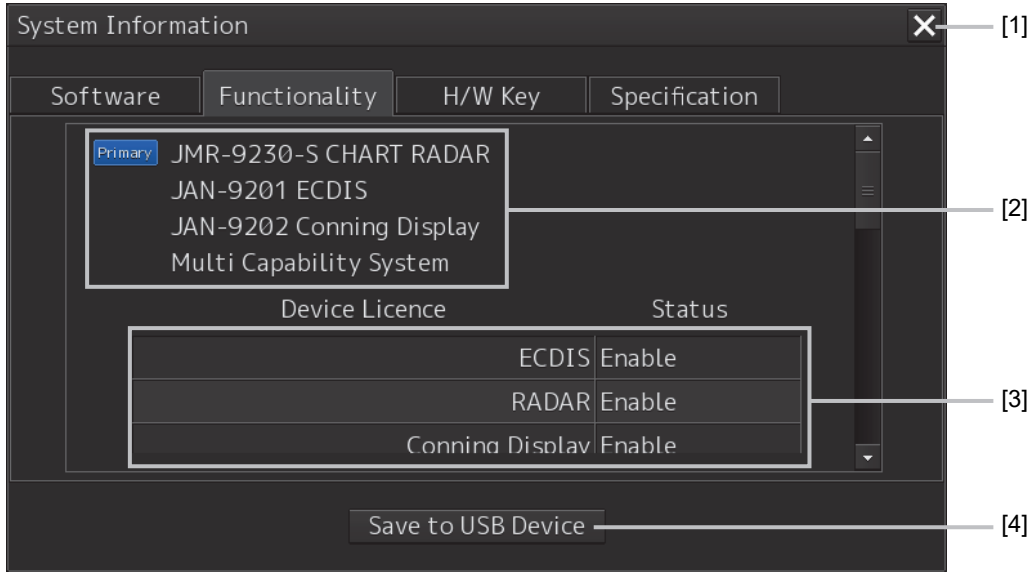 System Information
[1]
Software Functionality H/W Key Specification
Primary JMR-9230-S CHART RADAR
JAN-9201 ECDIS
JAN-9202 Conning Display
[2]
Multi Capability System
Device Licence Status
ECDIS Enable
RADAR Enable
[3]
Conning Display Enable
Save to USB Device
[4]